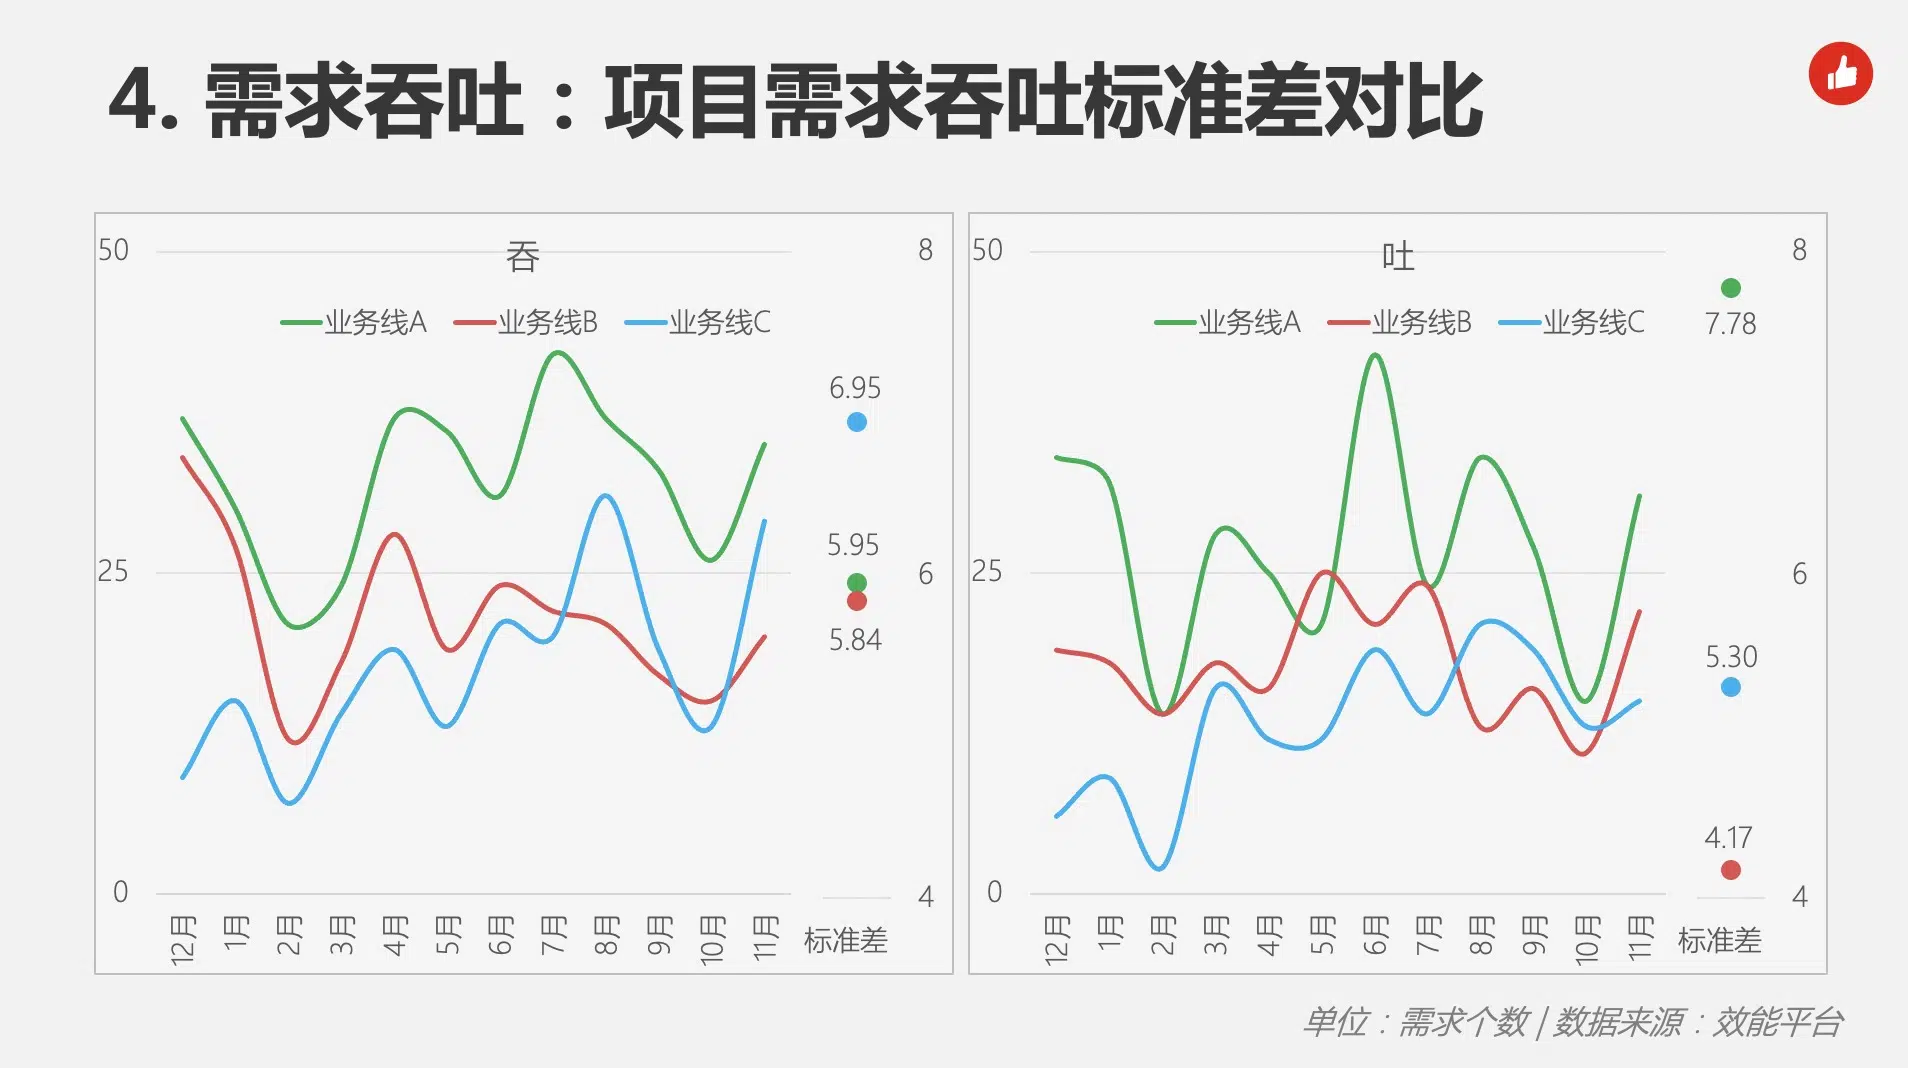 4. 需求吞吐：项目需求吞吐标准差对比
吞
50
25
0
业务线A 业务线B 业务线C
8
6
4
6.95
5.95
5.84
12月 1月 2月 3月 4月 5月 6月 7月 8月 9月 10月 11月 标准差
吐
50
25
0
业务线A 业务线B 业务线C
8
6
4
7.78
5.30
4.17
12月 1月 2月 3月 4月 5月 6月 7月 8月 9月 10月 11月 标准差
单位：需求个数 | 数据来源：效能平台